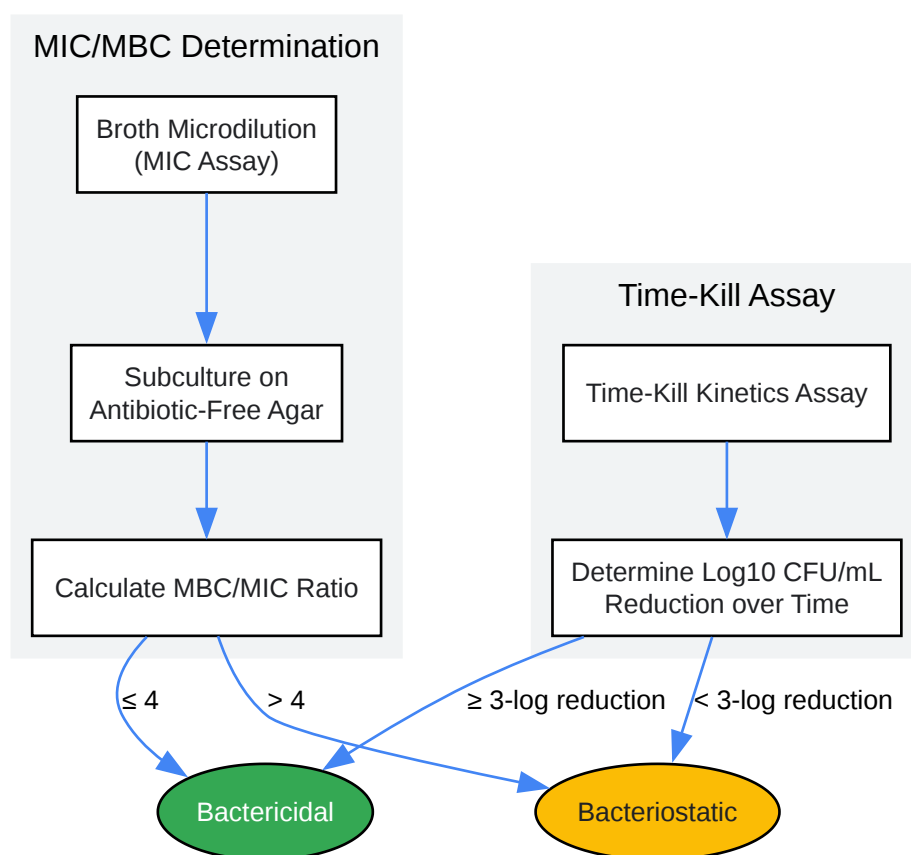 MIC/MBC Determination
Broth Microdilution
(MIC Assay)
Subculture on
Antibiotic-Free Agar
Calculate MBC/MIC Ratio
Time-Kill Assay
Time-Kill Kinetics Assay
Determine Log10 CFU/mL
Reduction over Time
≤ 4
> 4
≥ 3-log reduction
< 3-log reduction
Bactericidal
Bacteriostatic